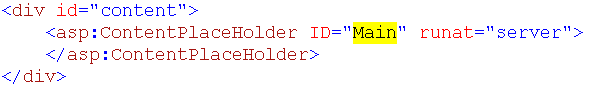 <div id="content">
    <asp:ContentPlaceHolder ID="Main" runat="server">
    </asp:ContentPlaceHolder>
</div>